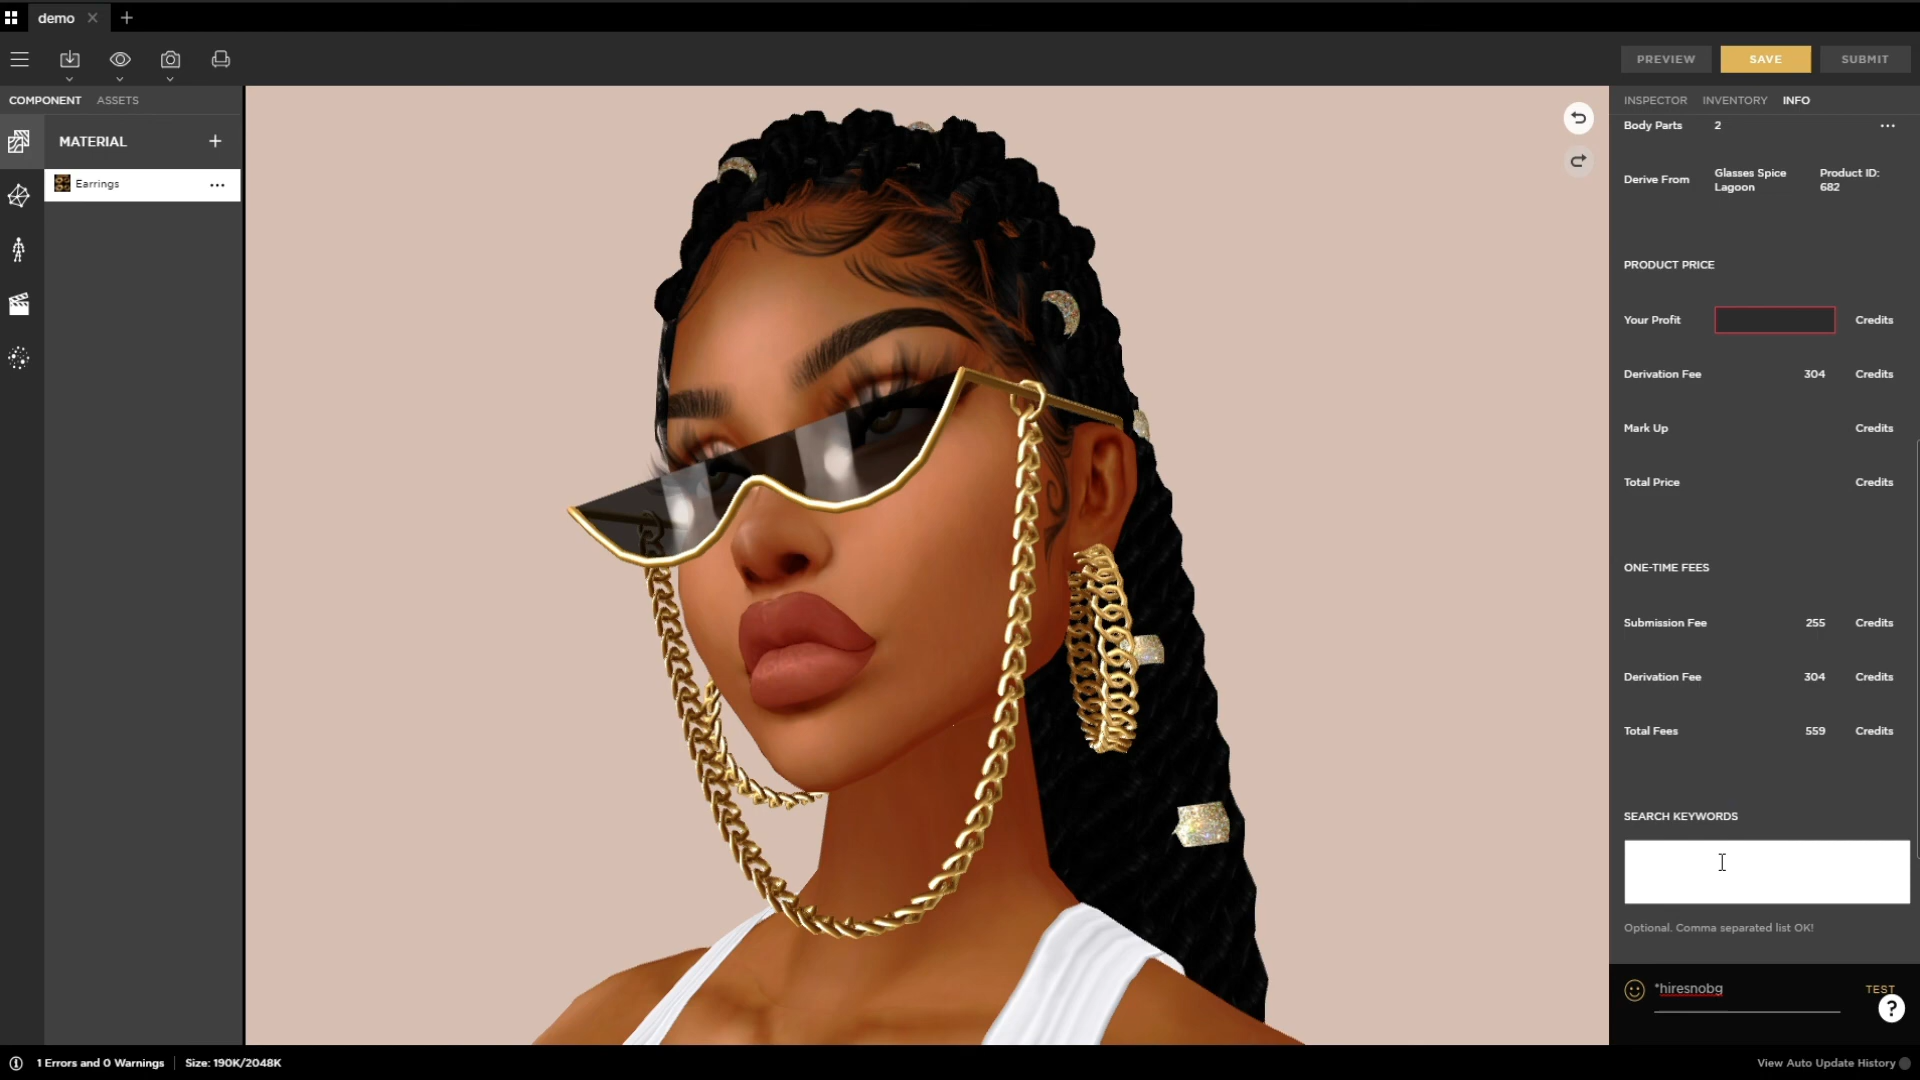 demo
PREVIEW SAVE SUBMIT
COMPONENT ASSETS
MATERIAL
Earrings
INSPECTOR INVENTORY INFO
Body Parts 2
Derive From Glasses Spice Lagoon Product ID: 682
PRODUCT PRICE
Your Profit Credits
Derivation Fee 304 Credits
Mark Up Credits
Total Price Credits
ONE-TIME FEES
Submission Fee 255 Credits
Derivation Fee 304 Credits
Total Fees 559 Credits
SEARCH KEYWORDS
Optional. Comma separated list OK!
*hiresnobg TEST
?
1 Errors and 0 Warnings Size: 190K/2048K View Auto Update History